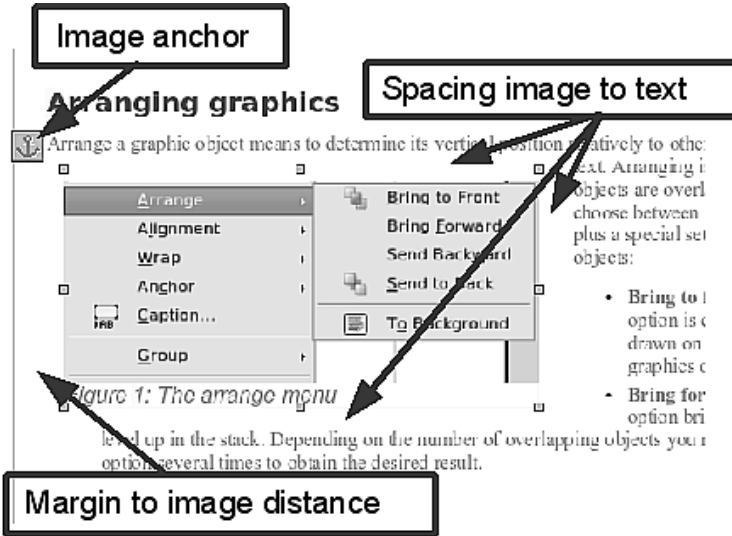 Image anchor
Arranging graphics
Spacing image to text
Arrange a graphic object means to determine its vertical position relatively to othe
text. Arranging i
objects are overl
choose between
plus a special set
objects:
Arrange
Alignment
Wrap
Anchor
Caption...
Group
Bring to Front
Bring Forward
Send Backward
Send to Back
To Background
• Bring to
option is
drawn on
graphics
• Bring for
option bri
Figure 1: The arrange menu
level up in the stack. Depending on the number of overlapping objects you
option several times to obtain the desired result.
Margin to image distance